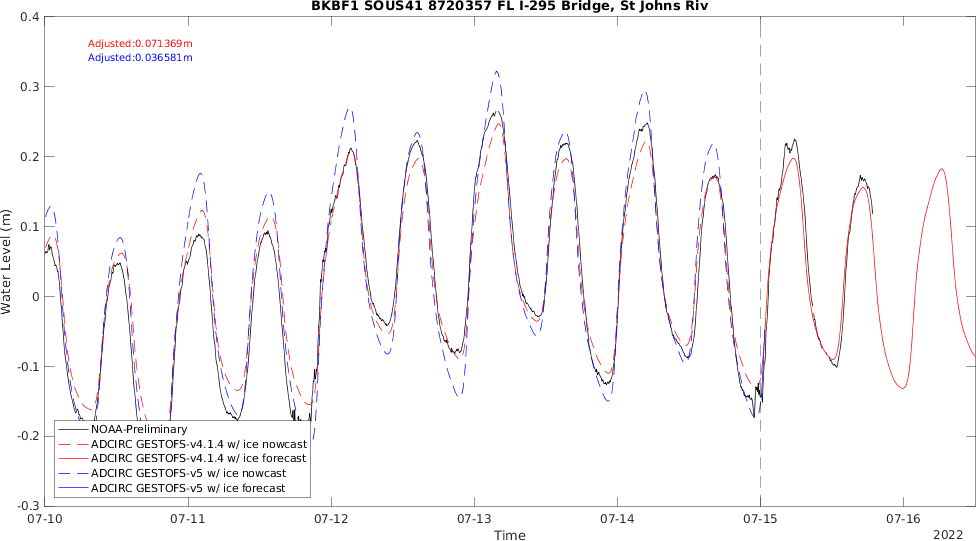 BKBF1 SOUS41 8720357 FL I-295 Bridge, St Johns Riv
Adjusted:0.071369m
Adjusted:0.036581m
0.4
0.3
0.2
0.1
0
-0.1
-0.2
-0.3
Water Level (m)
NOAA-Preliminary
ADCIRC GESTOFS-v4.1.4 w/ ice nowcast
ADCIRC GESTOFS-v4.1.4 w/ ice forecast
ADCIRC GESTOFS-v5 w/ ice nowcast
ADCIRC GESTOFS-v5 w/ ice forecast
07-10 07-11 07-12 07-13 07-14 07-15 07-16
Time
2022